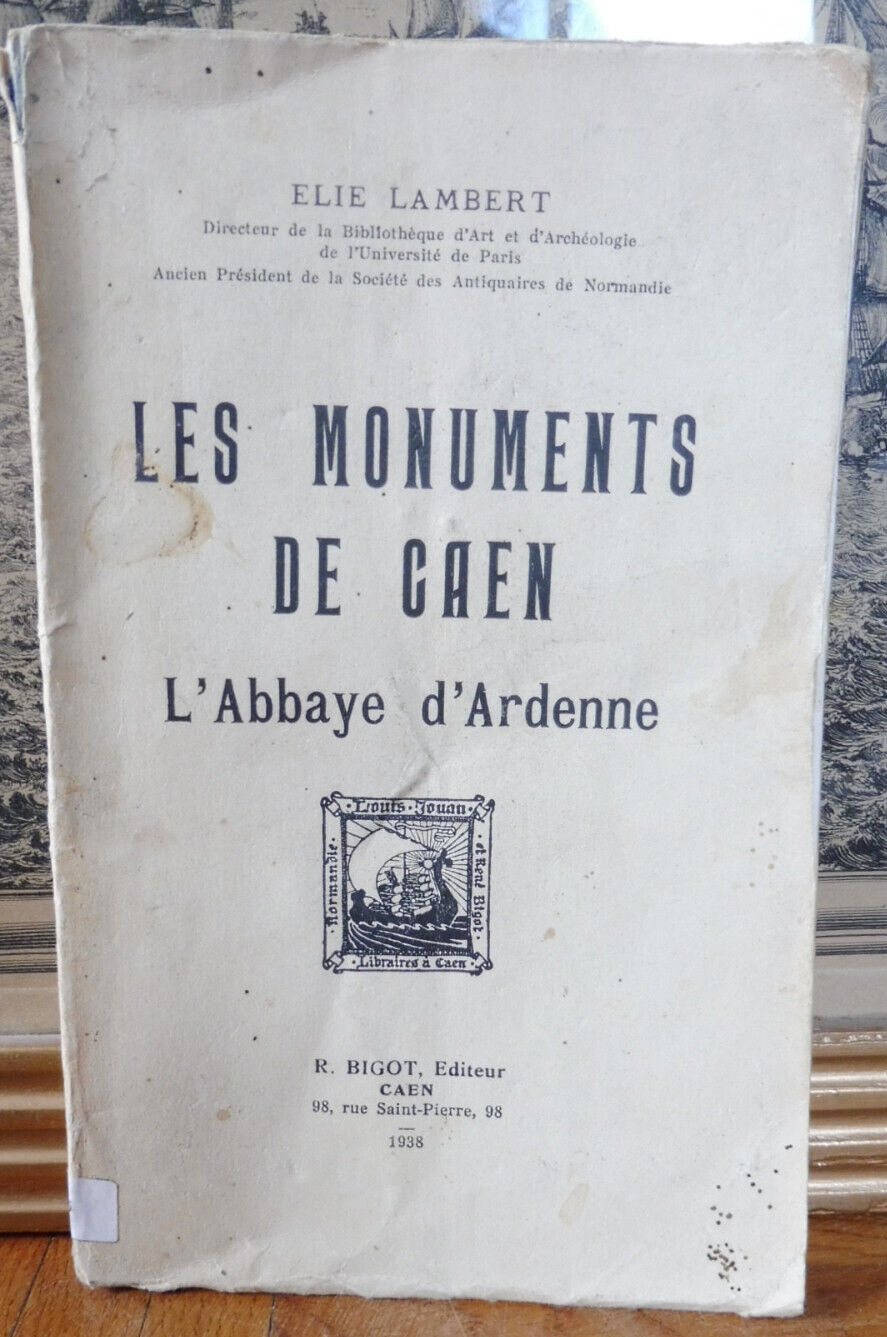 ELIE LAMBERT
Directeur de la Bibliothèque d'Art et d'Archéologie
de l'Université de Paris
Ancien Président de la Société des Antiquaires de Normandie
LES MONUMENTS
DE CAEN
L'Abbaye d'Ardenne
· Louis · Jouan ·
· Normandie ·
et René Bigot ·
· Libraires à Caen ·
R. BIGOT, Editeur
CAEN
98, rue Saint-Pierre, 98
—
1938